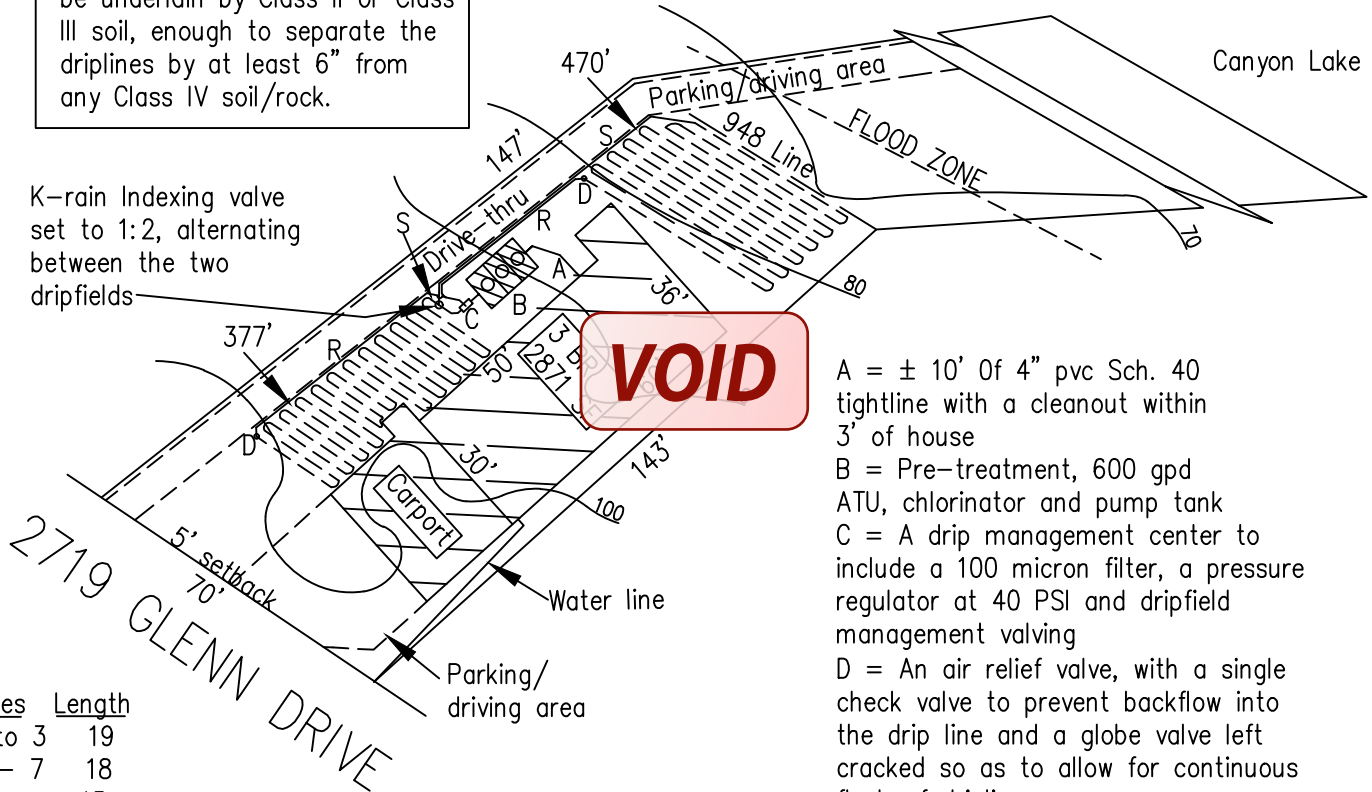 be underlain by Class II or Class
III soil, enough to separate the
driplines by at least 6” from
any Class IV soil/rock.
470'
Parking/driving area
Canyon Lake
948 Line
FLOOD ZONE
147'
S
K-rain Indexing valve
set to 1:2, alternating
between the two
dripfields
S
Drive thru
D
R
A
B
C
36'
80
70
377'
R
50'
3 BR
2871
VOID
D
30'
143'
100
Carport
5' setback
70'
2719 GLENN DRIVE
Water line
Parking/
driving area
A = ± 10' Of 4” pvc Sch. 40
tightline with a cleanout within
3' of house
B = Pre-treatment, 600 gpd
ATU, chlorinator and pump tank
C = A drip management center to
include a 100 micron filter, a pressure
regulator at 40 PSI and dripfield
management valving
D = An air relief valve, with a single
check valve to prevent backflow into
the drip line and a globe valve left
cracked so as to allow for continuous
Length
to 3 19
- 7 18